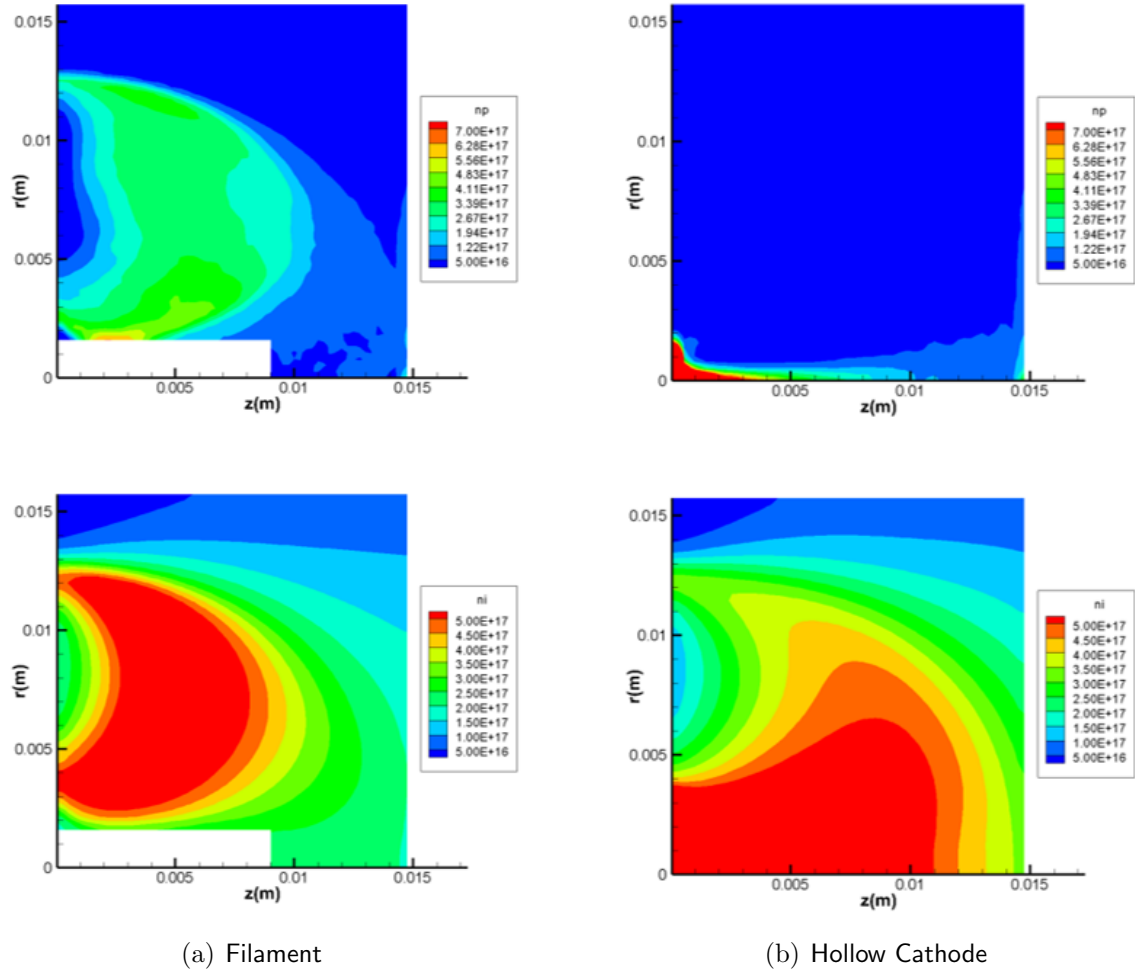 0.015
0.01
0.005
0
r(m)
0.005
0.01
0.015
z(m)
np
7.00E+17
6.28E+17
5.56E+17
4.83E+17
4.11E+17
3.39E+17
2.67E+17
1.94E+17
1.22E+17
5.00E+16
0.015
0.01
0.005
0
r(m)
0.005
0.01
0.015
z(m)
np
7.00E+17
6.28E+17
5.56E+17
4.83E+17
4.11E+17
3.39E+17
2.67E+17
1.94E+17
1.22E+17
5.00E+16
0.015
0.01
0.005
0
r(m)
0.005
0.01
0.015
z(m)
ni
5.00E+17
4.50E+17
4.00E+17
3.50E+17
3.00E+17
2.50E+17
2.00E+17
1.50E+17
1.00E+17
5.00E+16
0.015
0.01
0.005
0
r(m)
0.005
0.01
0.015
z(m)
ni
5.00E+17
4.50E+17
4.00E+17
3.50E+17
3.00E+17
2.50E+17
2.00E+17
1.50E+17
1.00E+17
5.00E+16
(a) Filament
(b) Hollow Cathode